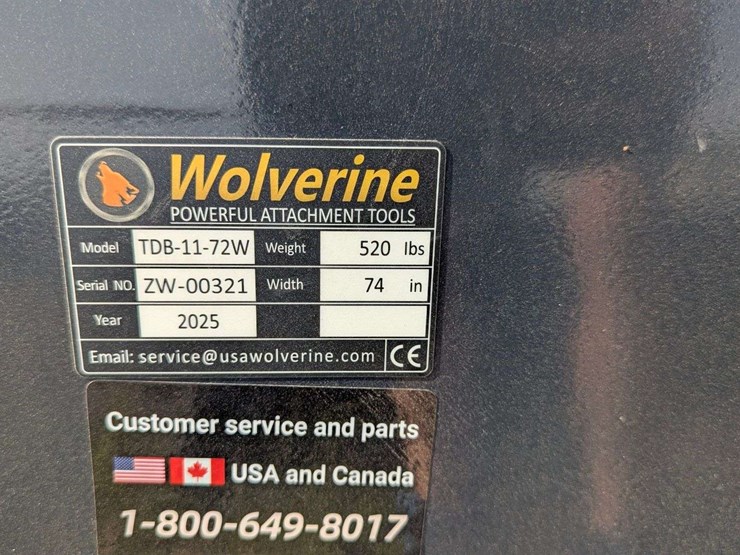 Wolverine
POWERFUL ATTACHMENT TOOLS
Model TDB-11-72W Weight 520 lbs
Serial NO. ZW-00321 Width 74 in
Year 2025
Email: service@usawolverine.com CE
Customer service and parts
USA and Canada
1-800-649-8017